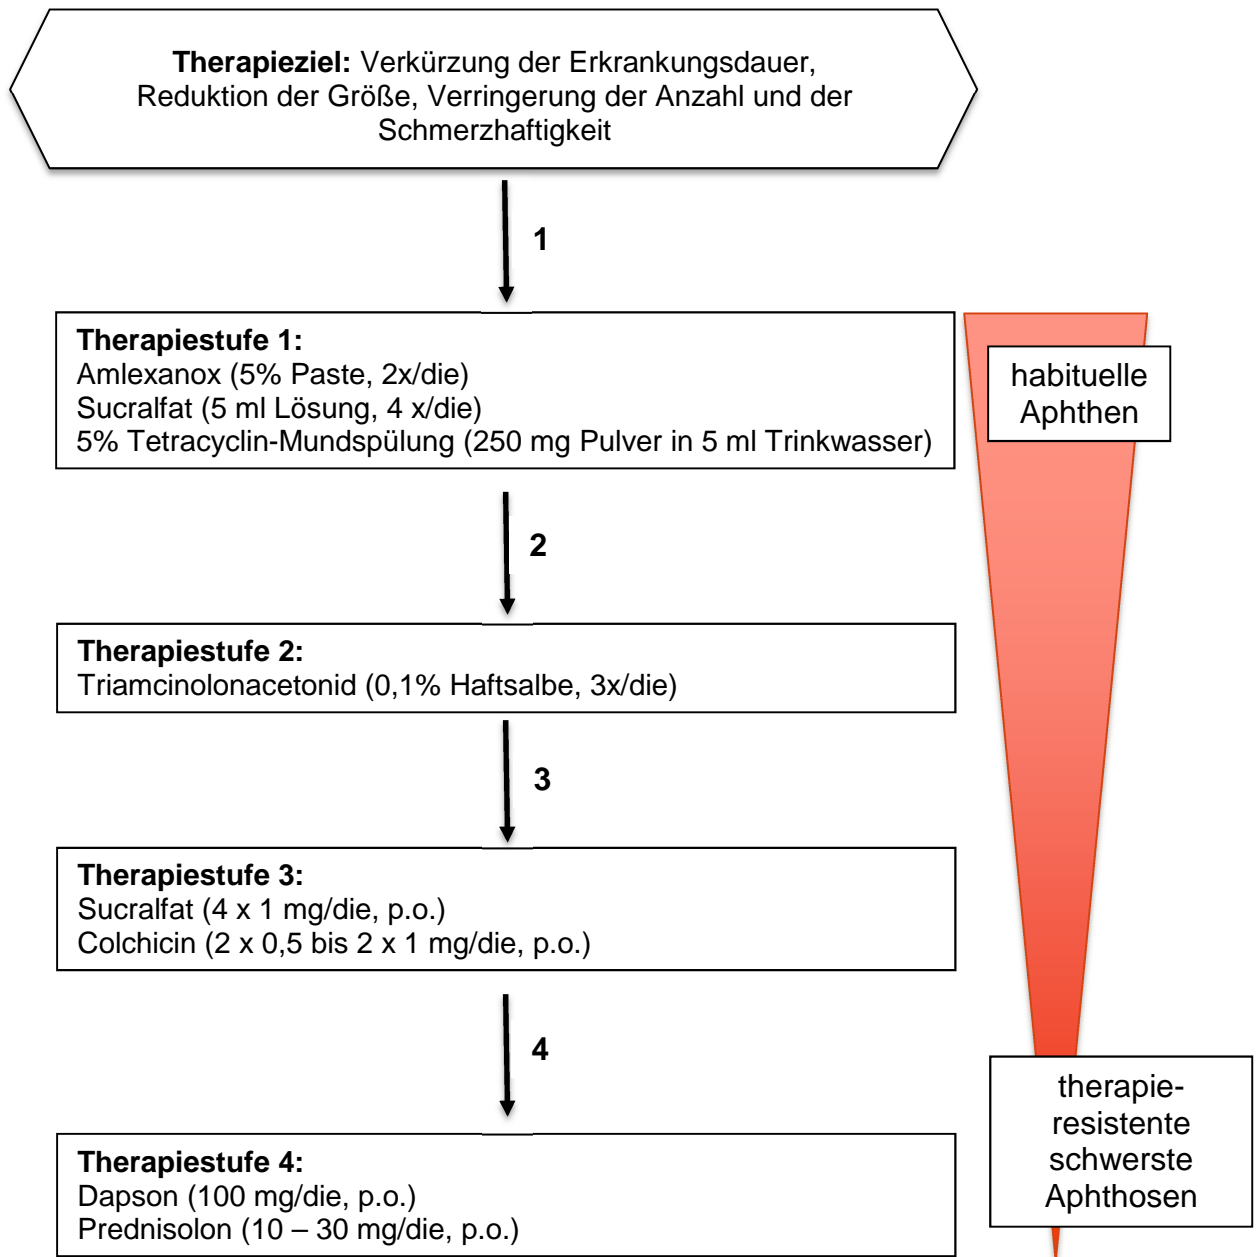 Therapieziel: Verkürzung der Erkrankungsdauer,
Reduktion der Größe, Verringerung der Anzahl und der
Schmerzhaftigkeit
1
Therapiestufe 1:
Amlexanox (5% Paste, 2x/die)
Sucralfat (5 ml Lösung, 4 x/die)
5% Tetracyclin-Mundspülung (250 mg Pulver in 5 ml Trinkwasser)
habituelle
Aphthen
2
Therapiestufe 2:
Triamcinolonacetonid (0,1% Haftsalbe, 3x/die)
3
Therapiestufe 3:
Sucralfat (4 x 1 mg/die, p.o.)
Colchicin (2 x 0,5 bis 2 x 1 mg/die, p.o.)
4
therapie-
resistente
schwerste
Aphthosen
Therapiestufe 4:
Dapson (100 mg/die, p.o.)
Prednisolon (10 – 30 mg/die, p.o.)